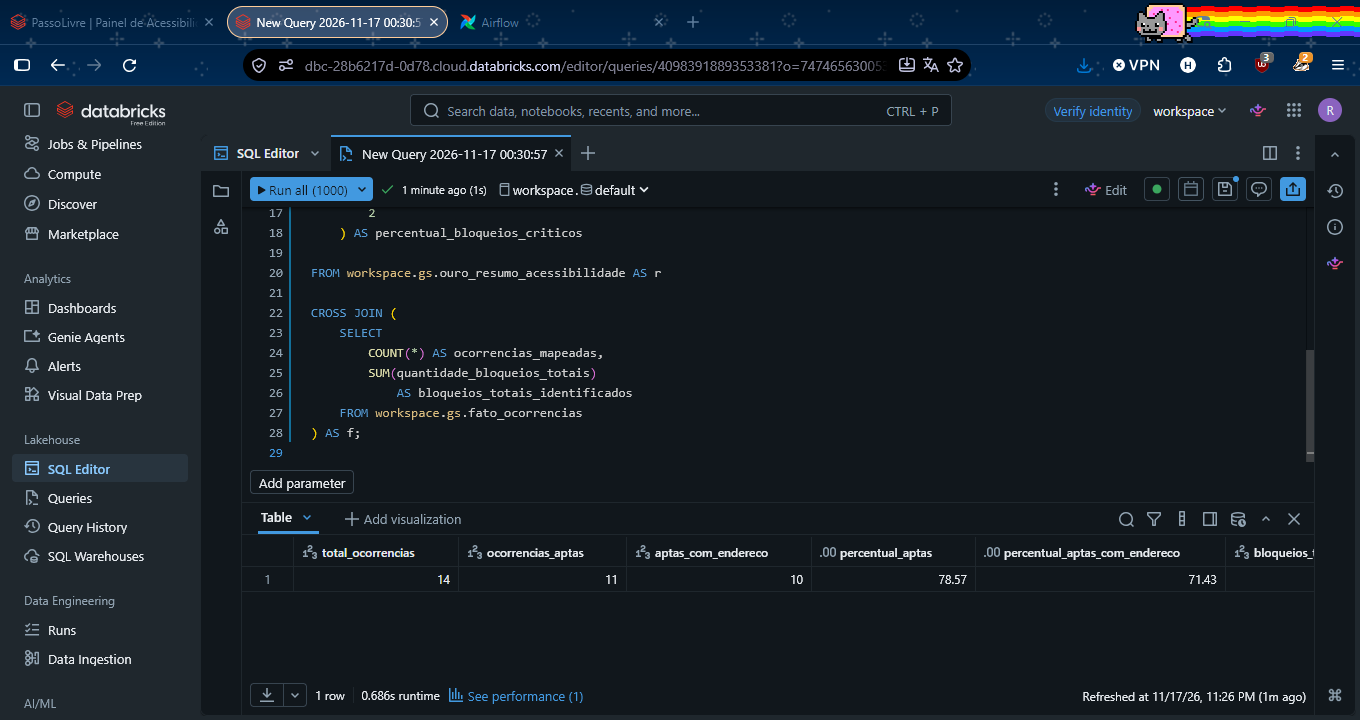 PassoLivre | Painel de Acessibili
New Query 2026-11-17 00:30:5
Airflow
dbc-28b6217d-0d78.cloud.databricks.com/editor/queries/4098391889353381?o=747465630053
VPN
H
3
2
databricks
Free Edition
Search data, notebooks, recents, and more...
CTRL + P
Verify identity
workspace
R
Jobs & Pipelines
Compute
Discover
Marketplace
Analytics
Dashboards
Genie Agents
Alerts
Visual Data Prep
Lakehouse
SQL Editor
Queries
Query History
SQL Warehouses
Data Engineering
Runs
Data Ingestion
AI/ML
SQL Editor
New Query 2026-11-17 00:30:57
Run all (1000)
1 minute ago (1s)
workspace . default
Edit
17 2
18 ) AS percentual_bloqueios_criticos
19
20 FROM workspace.gs.ouro_resumo_acessibilidade AS r
21
22 CROSS JOIN (
23 SELECT
24 COUNT(*) AS ocorrencias_mapeadas,
25 SUM(quantidade_bloqueios_totais)
26 AS bloqueios_totais_identificados
27 FROM workspace.gs.fato_ocorrencias
28 ) AS f;
29
Add parameter
Table
Add visualization
total_ocorrencias ocorrencias_aptas aptas_com_endereco .00 percentual_aptas .00 percentual_aptas_com_endereco bloqueios_t
1 14 11 10 78.57 71.43
1 row
0.686s runtime
See performance (1)
Refreshed at 11/17/26, 11:26 PM (1m ago)